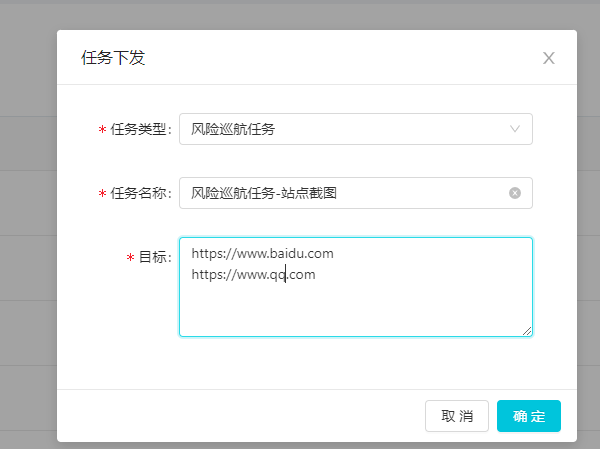 任务下发
* 任务类型: 风险巡航任务
* 任务名称: 风险巡航任务-站点截图
* 目标: https://www.baidu.com
https://www.qq.com
取 消 确 定